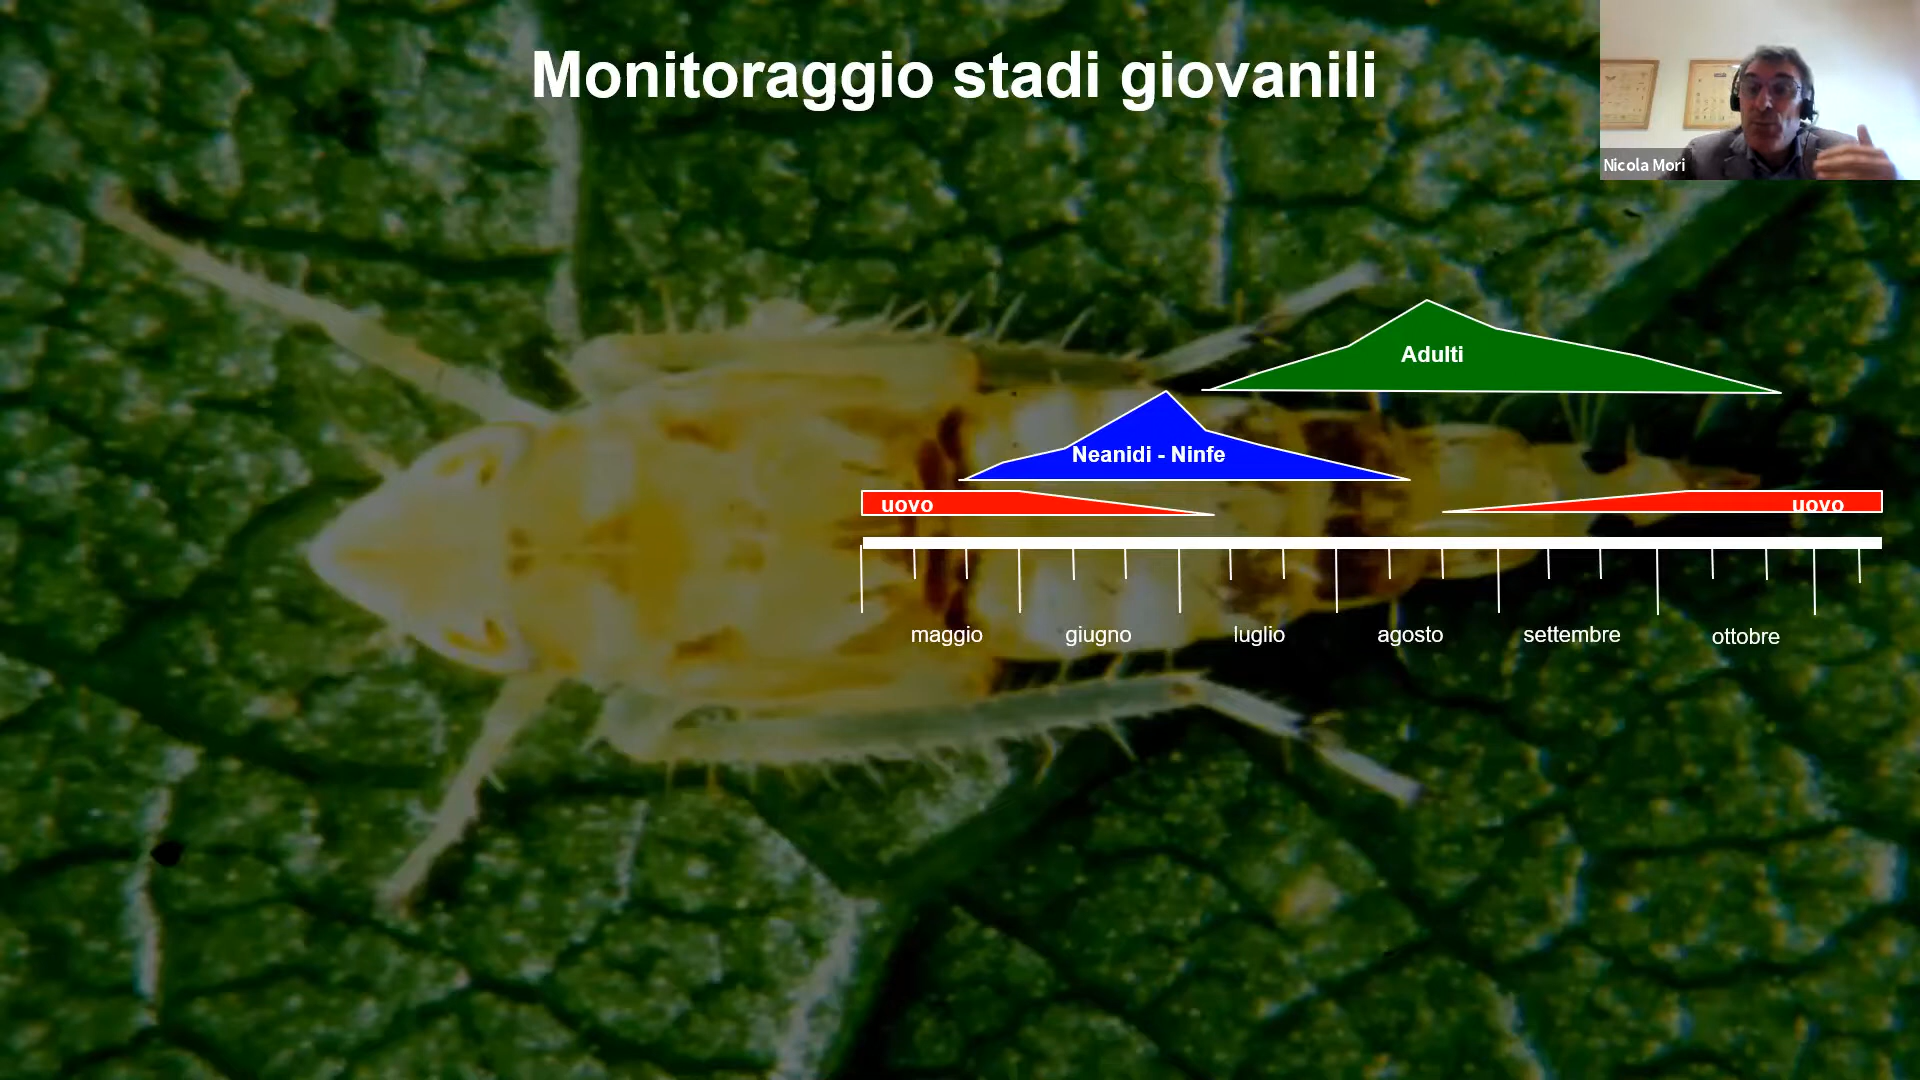 Monitoraggio stadi giovanili
Nicola Mori
Adulti
Neanidi - Ninfe
uovo
uovo
maggio
giugno
luglio
agosto
settembre
ottobre